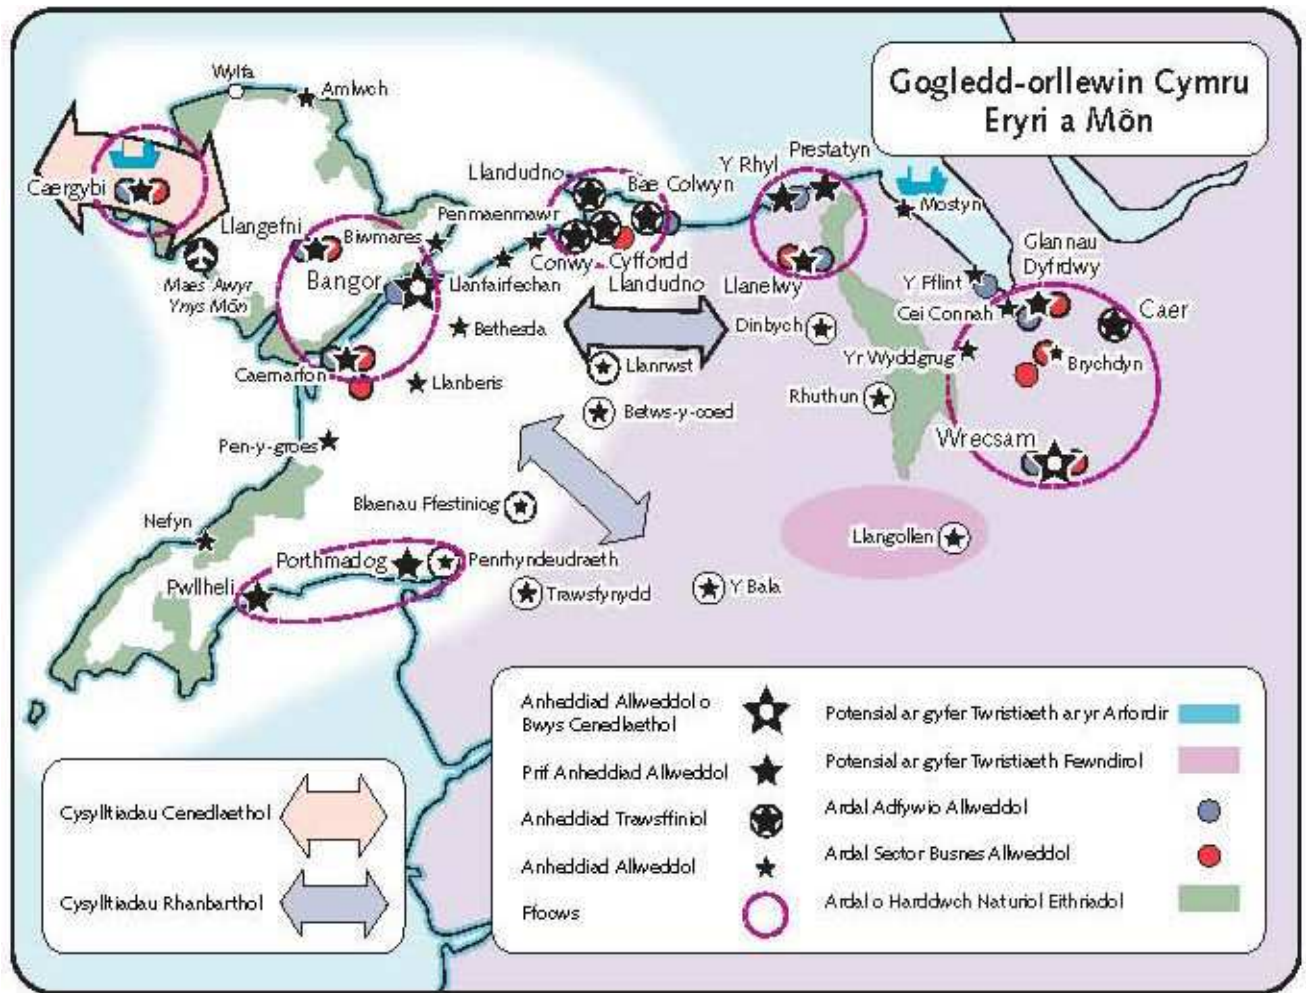 Gogledd-orllewin Cymru
Eryri a Môn
Wylfa
Amlwch
Caergybi
Llangefni
Biwmares
Maes Awyr
Ynys Môn
Bangor
Caernarfon
Penmaenmawr
Llanfairfechan
Bethesda
Llanberis
Llandudno
Bae Colwyn
Conwy
Cyffordd
Llandudno
Y Rhyl
Prestatyn
Llanelwy
Mostyn
Y Fflint
Glannau
Dyfrdwy
Cei Connah
Caer
Dinbych
Yr Wyddgrug
Brychdyn
Rhuthun
Wrecsam
Llanrwst
Betws-y-coed
Pen-y-groes
Blaenau Ffestiniog
Nefyn
Porthmadog
Penrhyndeudraeth
Pwllheli
Trawsfynydd
Y Bala
Llangollen
Cysylltiadau Cenedlaethol
Cysylltiadau Rhanbarthol
Anheddiad Allweddol o
Bwys Cenedlaethol
Prif Anheddiad Allweddol
Anheddiad Trawsffiniol
Anheddiad Allweddol
Ffocws
Potensial ar gyfer Twristiaeth ar yr Arfordir
Potensial ar gyfer Twristiaeth Fewndirol
Ardal Adfywio Allweddol
Ardal Sector Busnes Allweddol
Ardal o Harddwch Naturiol Eithriadol